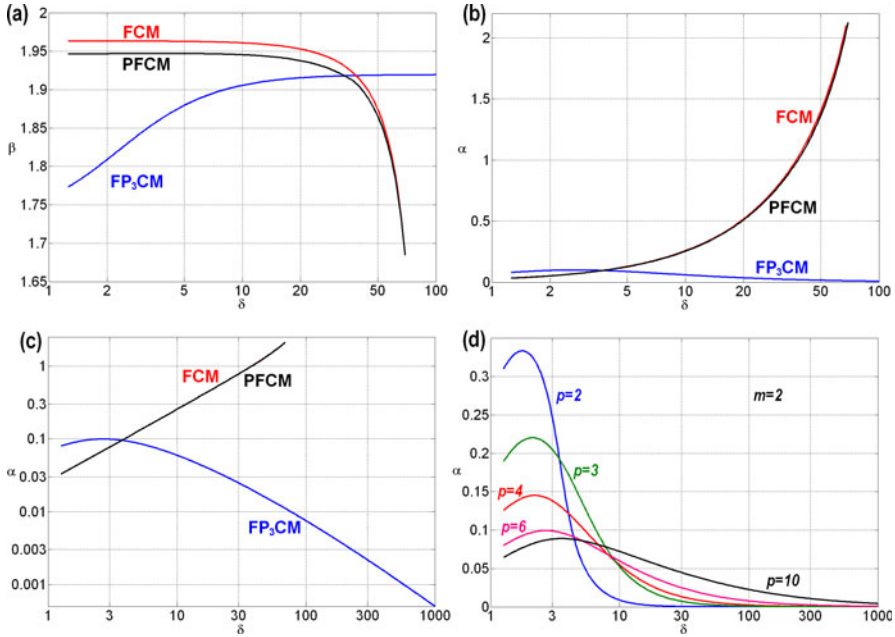 (a)
2
FCM
1.95
PFCM
1.9
β
1.85
1.8
FP₃CM
1.75
1.7
1.65
1 2 5 10 20 50 100
δ
(b)
2
1.5
α
FCM
1
PFCM
0.5
FP₃CM
0
1 2 5 10 20 50 100
δ
(c)
1
FCM
PFCM
0.3
0.1
α
0.03
0.01
FP₃CM
0.003
0.001
1 3 10 30 100 300 1000
δ
(d)
0.3
p=2
m=2
0.25
p=3
0.2
α
p=4
0.15
p=6
0.1
0.05
p=10
0
1 3 10 30 100 300 1000
δ